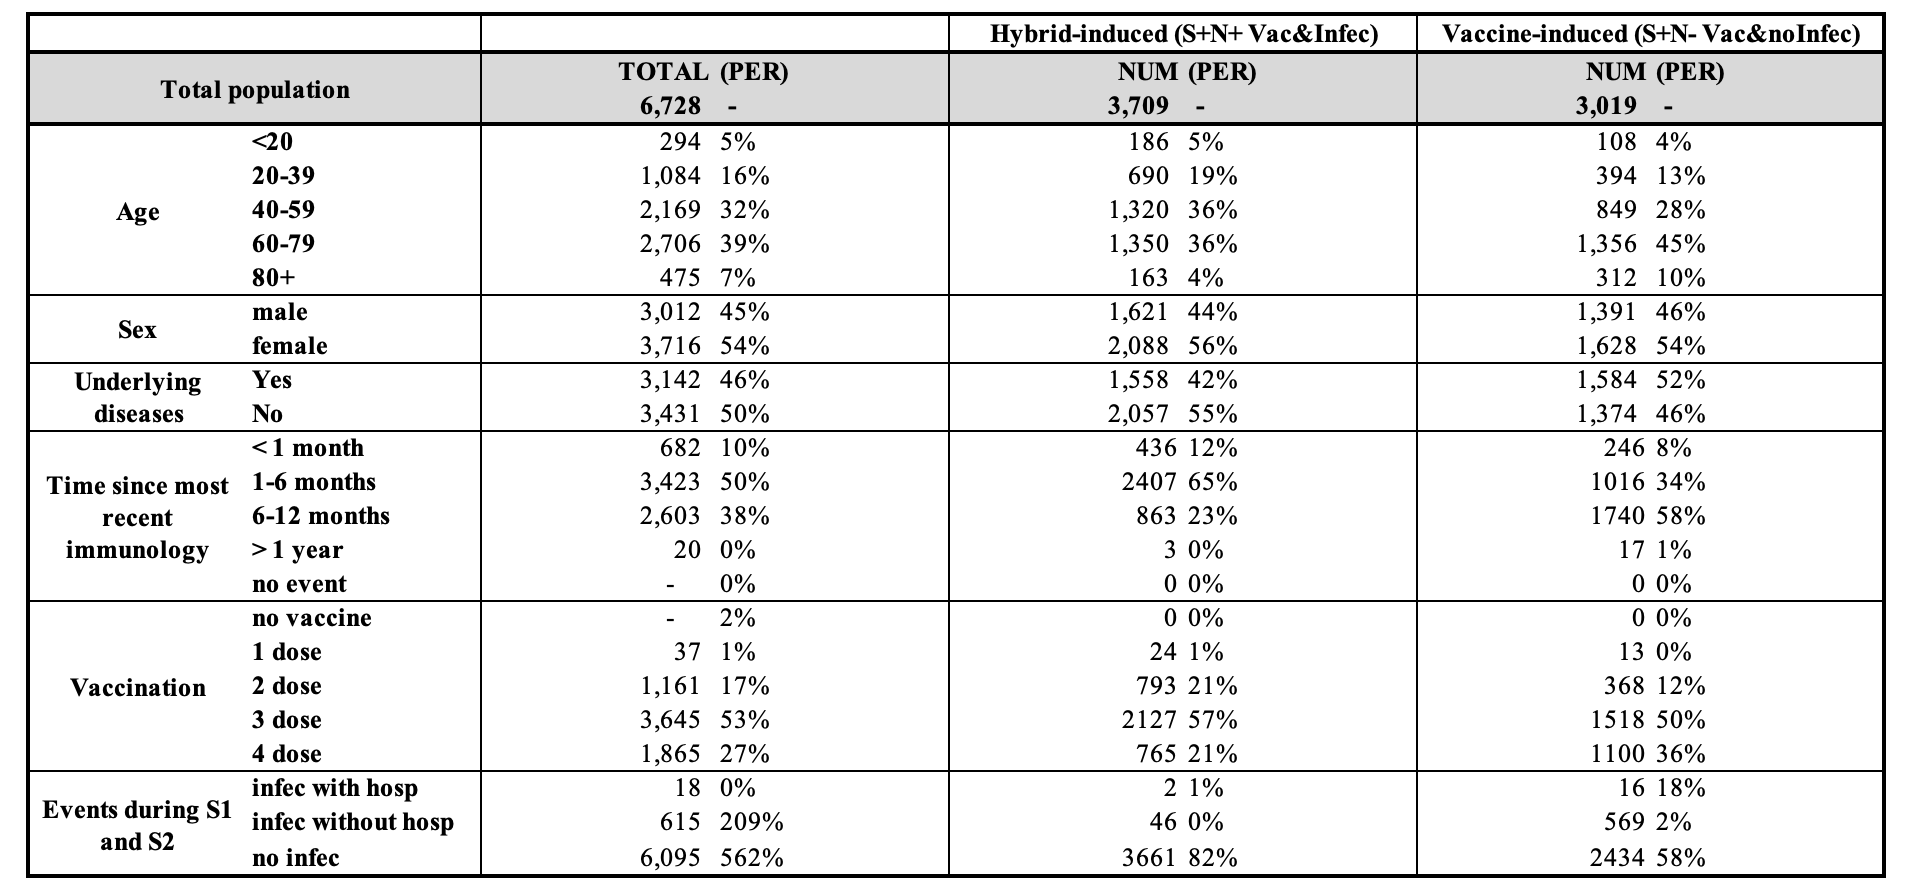 Hybrid-induced (S+N+ Vac&Infec) Vaccine-induced (S+N- Vac&noInfec)
Total population TOTAL (PER) NUM (PER) NUM (PER)
6,728 - 3,709 - 3,019 -
Age
<20 294 5% 186 5% 108 4%
20-39 1,084 16% 690 19% 394 13%
40-59 2,169 32% 1,320 36% 849 28%
60-79 2,706 39% 1,350 36% 1,356 45%
80+ 475 7% 163 4% 312 10%
Sex
male 3,012 45% 1,621 44% 1,391 46%
female 3,716 54% 2,088 56% 1,628 54%
Underlying
diseases
Yes 3,142 46% 1,558 42% 1,584 52%
No 3,431 50% 2,057 55% 1,374 46%
Time since most
recent
immunology
< 1 month 682 10% 436 12% 246 8%
1-6 months 3,423 50% 2407 65% 1016 34%
6-12 months 2,603 38% 863 23% 1740 58%
> 1 year 20 0% 3 0% 17 1%
no event - 0% 0 0% 0 0%
Vaccination
no vaccine - 2% 0 0% 0 0%
1 dose 37 1% 24 1% 13 0%
2 dose 1,161 17% 793 21% 368 12%
3 dose 3,645 53% 2127 57% 1518 50%
4 dose 1,865 27% 765 21% 1100 36%
Events during S1
and S2
infec with hosp 18 0% 2 1% 16 18%
infec without hosp 615 209% 46 0% 569 2%
no infec 6,095 562% 3661 82% 2434 58%